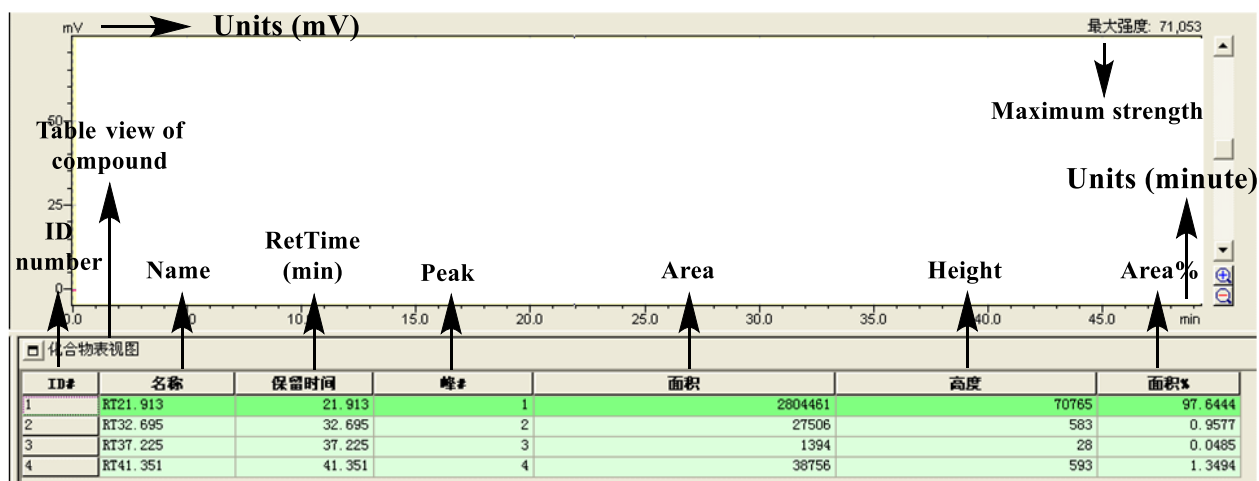 mV
Units (mV)
最大强度: 71,053
Maximum strength
50
Table view of
compound
Units (minute)
25
ID
number
Name
RetTime
(min)
Peak
Area
Height
Area%
0
0.0
15.0
20.0
25.0
30.0
35.0
40.0
45.0
min
化合物表视图
ID# 名称 保留时间 峰# 面积 高度 面积%
1 RT21.913 21.913 1 2804461 70765 97.6444
2 RT32.695 32.695 2 27506 583 0.9577
3 RT37.225 37.225 3 1394 28 0.0485
4 RT41.351 41.351 4 38756 593 1.3494